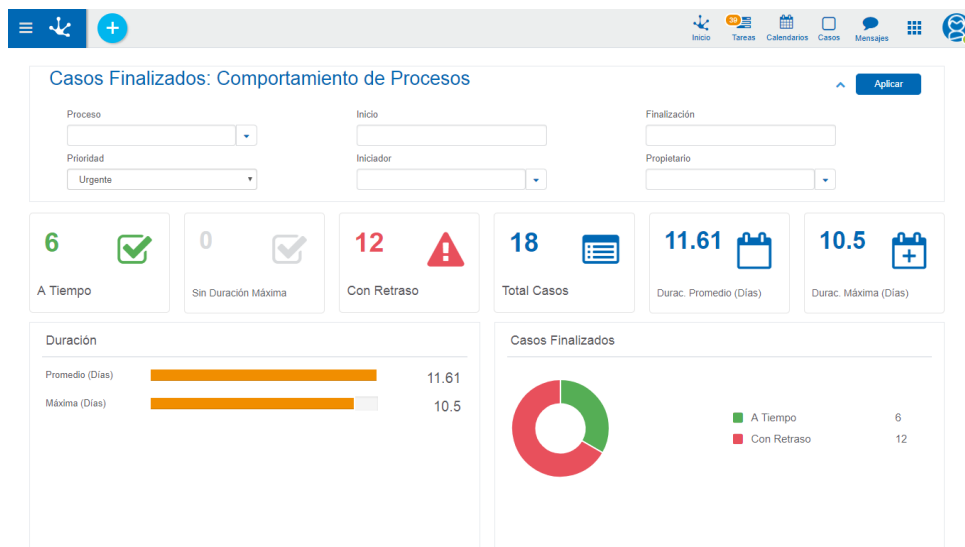 39
Inicio
Tareas
Calendarios
Casos
Mensajes
Casos Finalizados: Comportamiento de Procesos
Aplicar
Proceso
Inicio
Finalización
Prioridad
Iniciador
Propietario
Urgente
6
0
12
18
11.61
10.5
A Tiempo
Sin Duración Máxima
Con Retraso
Total Casos
Durac. Promedio (Días)
Durac. Máxima (Días)
Duración
Promedio (Días)
11.61
Máxima (Días)
10.5
Casos Finalizados
A Tiempo 6
Con Retraso 12